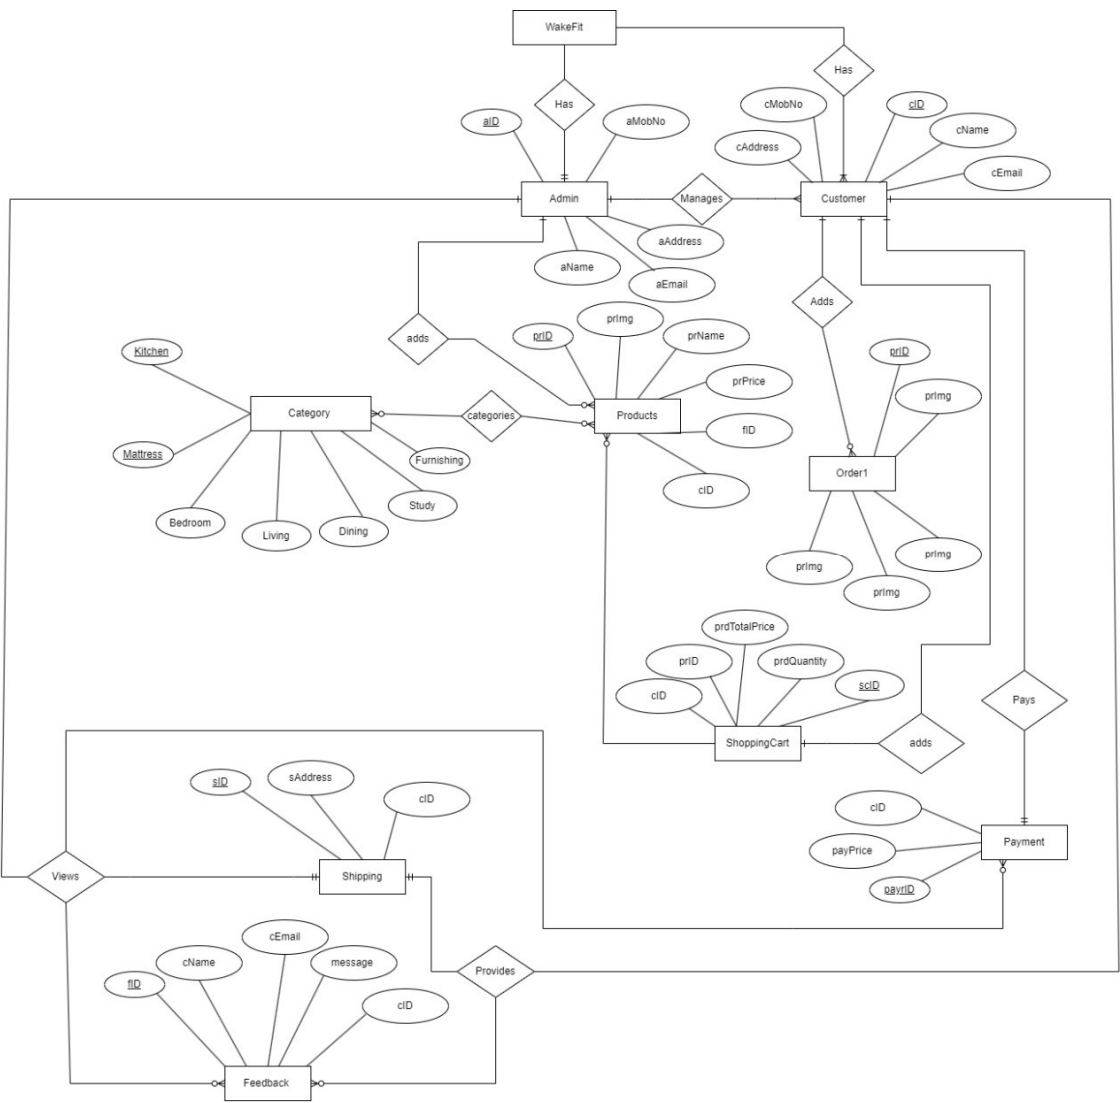 WakeFit
Has
Has
aID
aMobNo
cMobNo
cID
cName
cAddress
cEmail
Admin
Manages
Customer
aAddress
aName
aEmail
Adds
adds
prID
prImg
prName
prPrice
fID
cID
Kitchen
Category
categories
Products
Mattress
Furnishing
Study
Dining
Living
Bedroom
prID
prImg
Order1
prImg
prImg
prImg
prdTotalPrice
prID
prdQuantity
cID
scID
ShoppingCart
adds
Pays
sID
sAddress
cID
cID
payPrice
payrID
Payment
Views
Shipping
cEmail
cName
message
fID
cID
Provides
Feedback